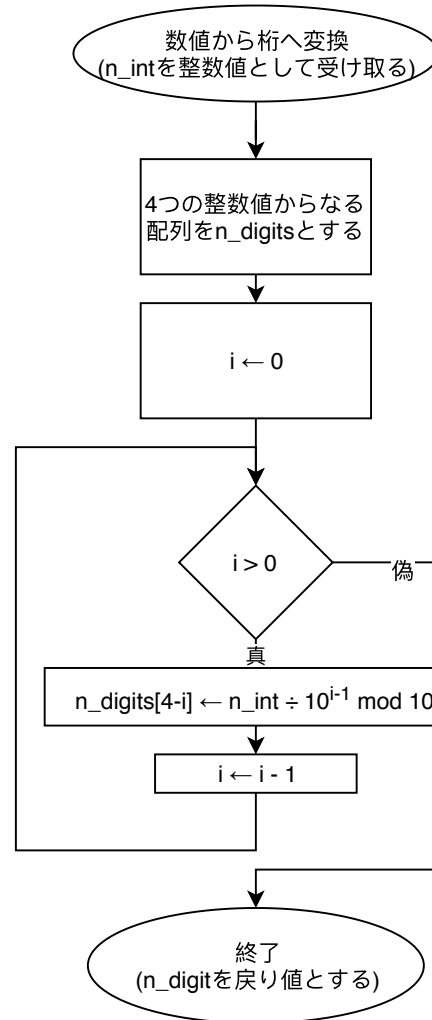 数値から桁へ変換
(n_intを整数値として受け取る)
4つの整数値からなる
配列をn_digitsとする
i ← 0
i > 0
偽
真
n_digits[4-i] ← n_int ÷ 10^{i-1} mod 10
i ← i - 1
終了
(n_digitを戻り値とする)